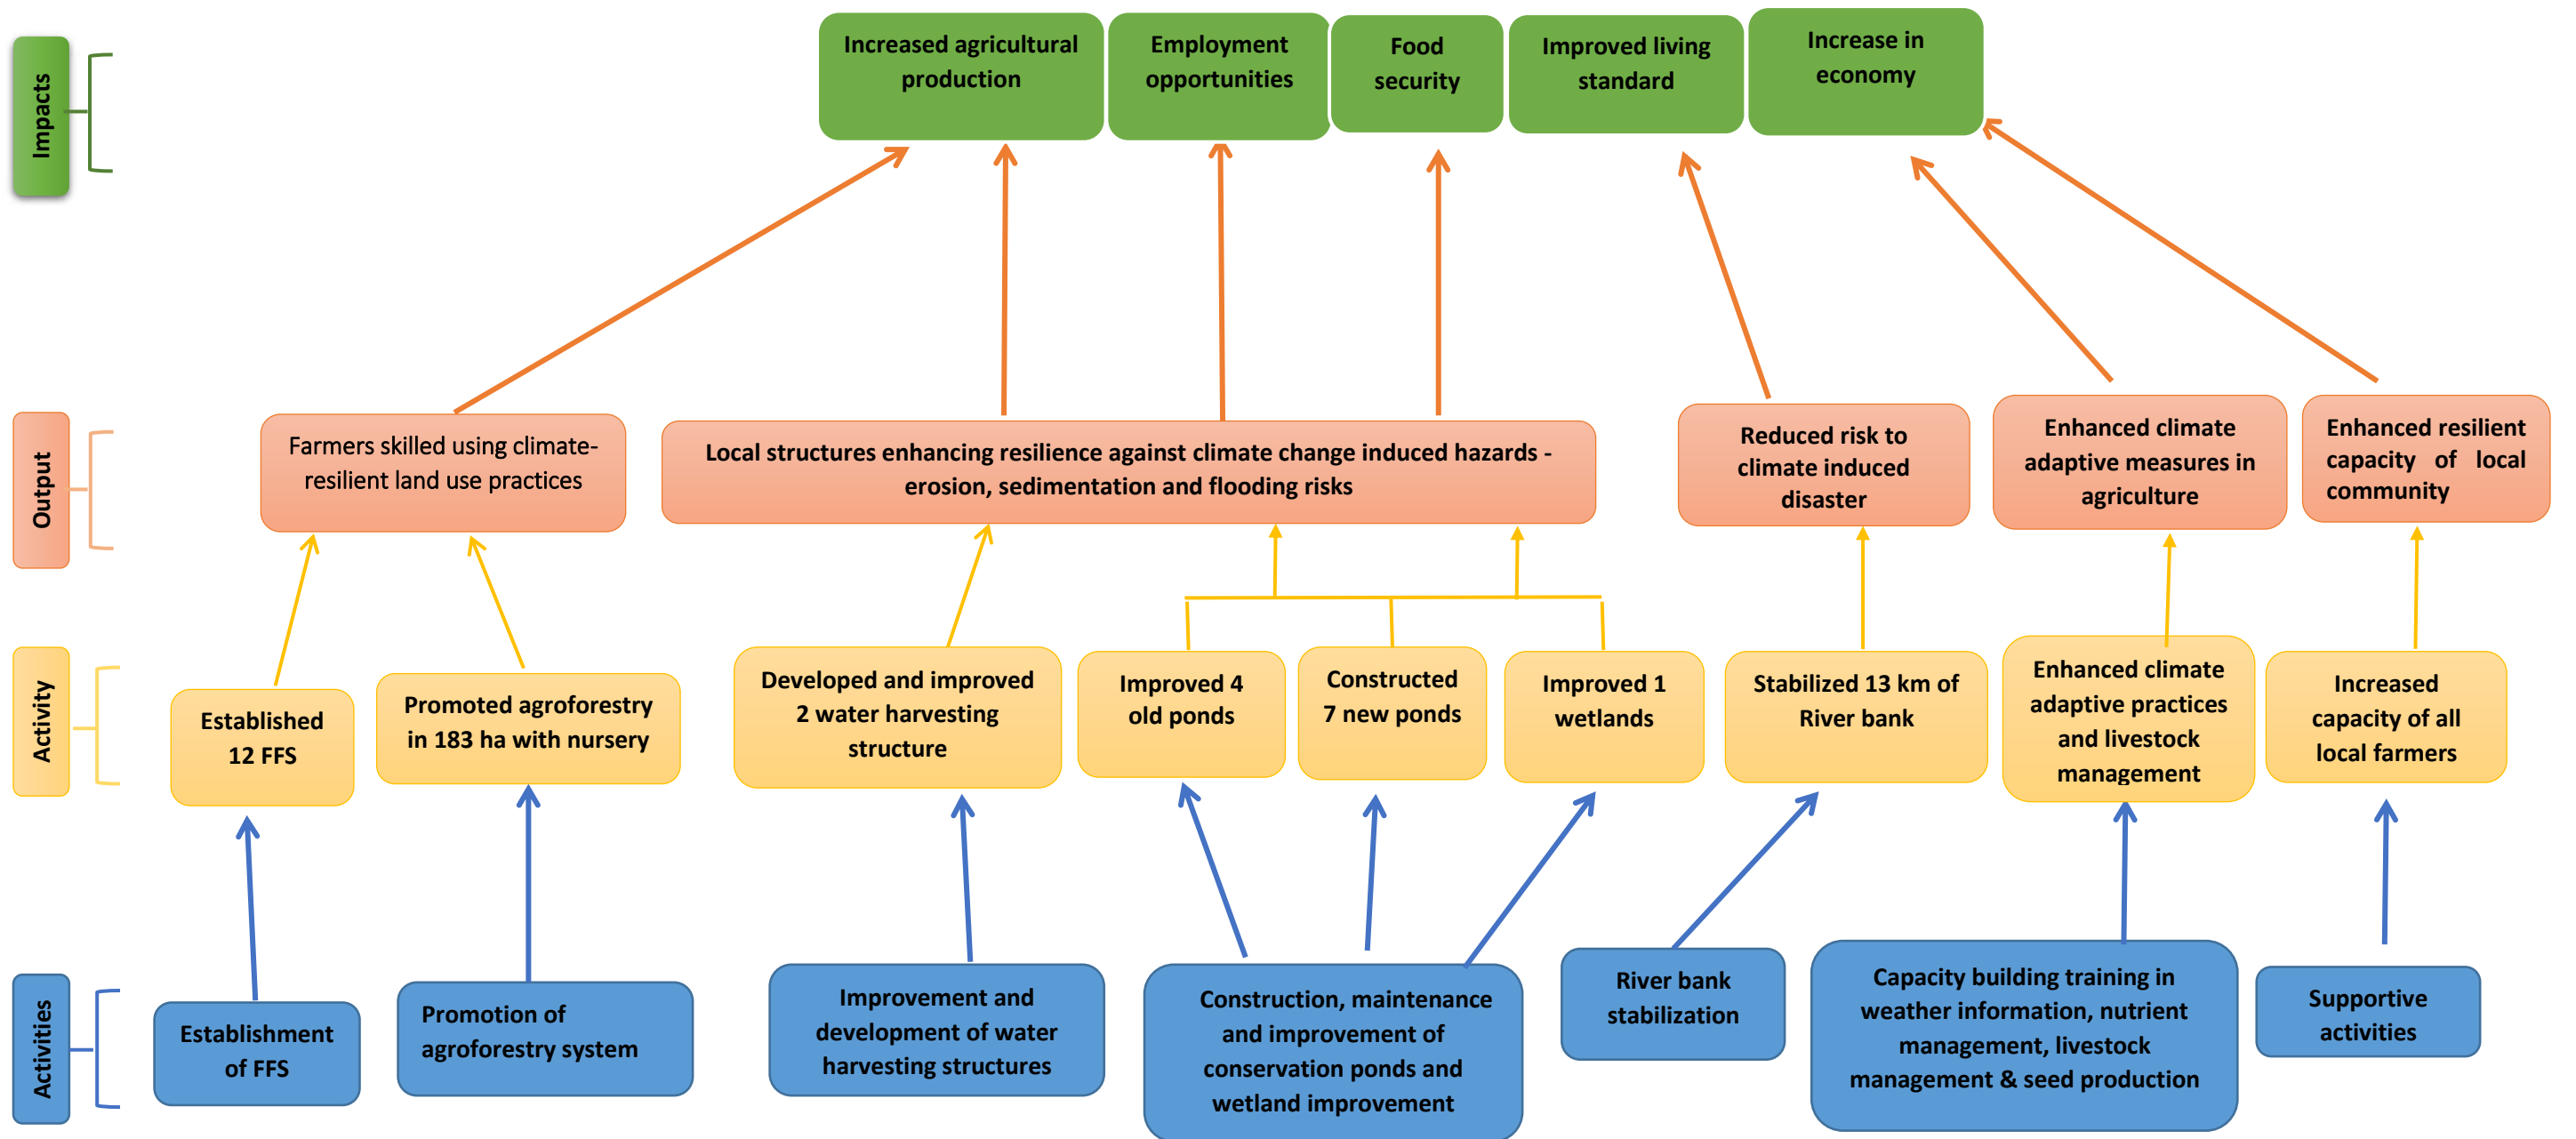 Impacts
Increased agricultural
production
Employment
opportunities
Food
security
Improved living
standard
Increase in
economy
Output
Farmers skilled using climate-
resilient land use practices
Local structures enhancing resilience against climate change induced hazards -
erosion, sedimentation and flooding risks
Reduced risk to
climate induced
disaster
Enhanced climate
adaptive measures in
agriculture
Enhanced resilient
capacity of local
community
Activity
Established
12 FFS
Promoted agroforestry
in 183 ha with nursery
Developed and improved
2 water harvesting
structure
Improved 4
old ponds
Constructed
7 new ponds
Improved 1
wetlands
Stabilized 13 km of
River bank
Enhanced climate
adaptive practices
and livestock
management
Increased
capacity of all
local farmers
Activities
Establishment
of FFS
Promotion of
agroforestry system
Improvement and
development of water
harvesting structures
Construction, maintenance
and improvement of
conservation ponds and
wetland improvement
River bank
stabilization
Capacity building training in
weather information, nutrient
management, livestock
management & seed production
Supportive
activities